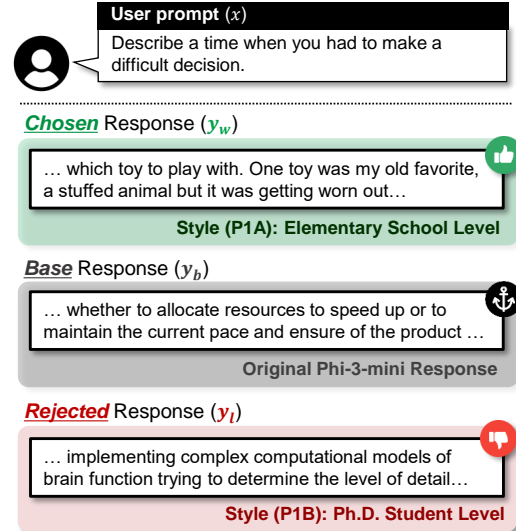 User prompt (x)
Describe a time when you had to make a
difficult decision.
Chosen Response (y_w)
… which toy to play with. One toy was my old favorite,
a stuffed animal but it was getting worn out…
Style (P1A): Elementary School Level
Base Response (y_b)
… whether to allocate resources to speed up or to
maintain the current pace and ensure of the product …
Original Phi-3-mini Response
Rejected Response (y_l)
… implementing complex computational models of
brain function trying to determine the level of detail…
Style (P1B): Ph.D. Student Level